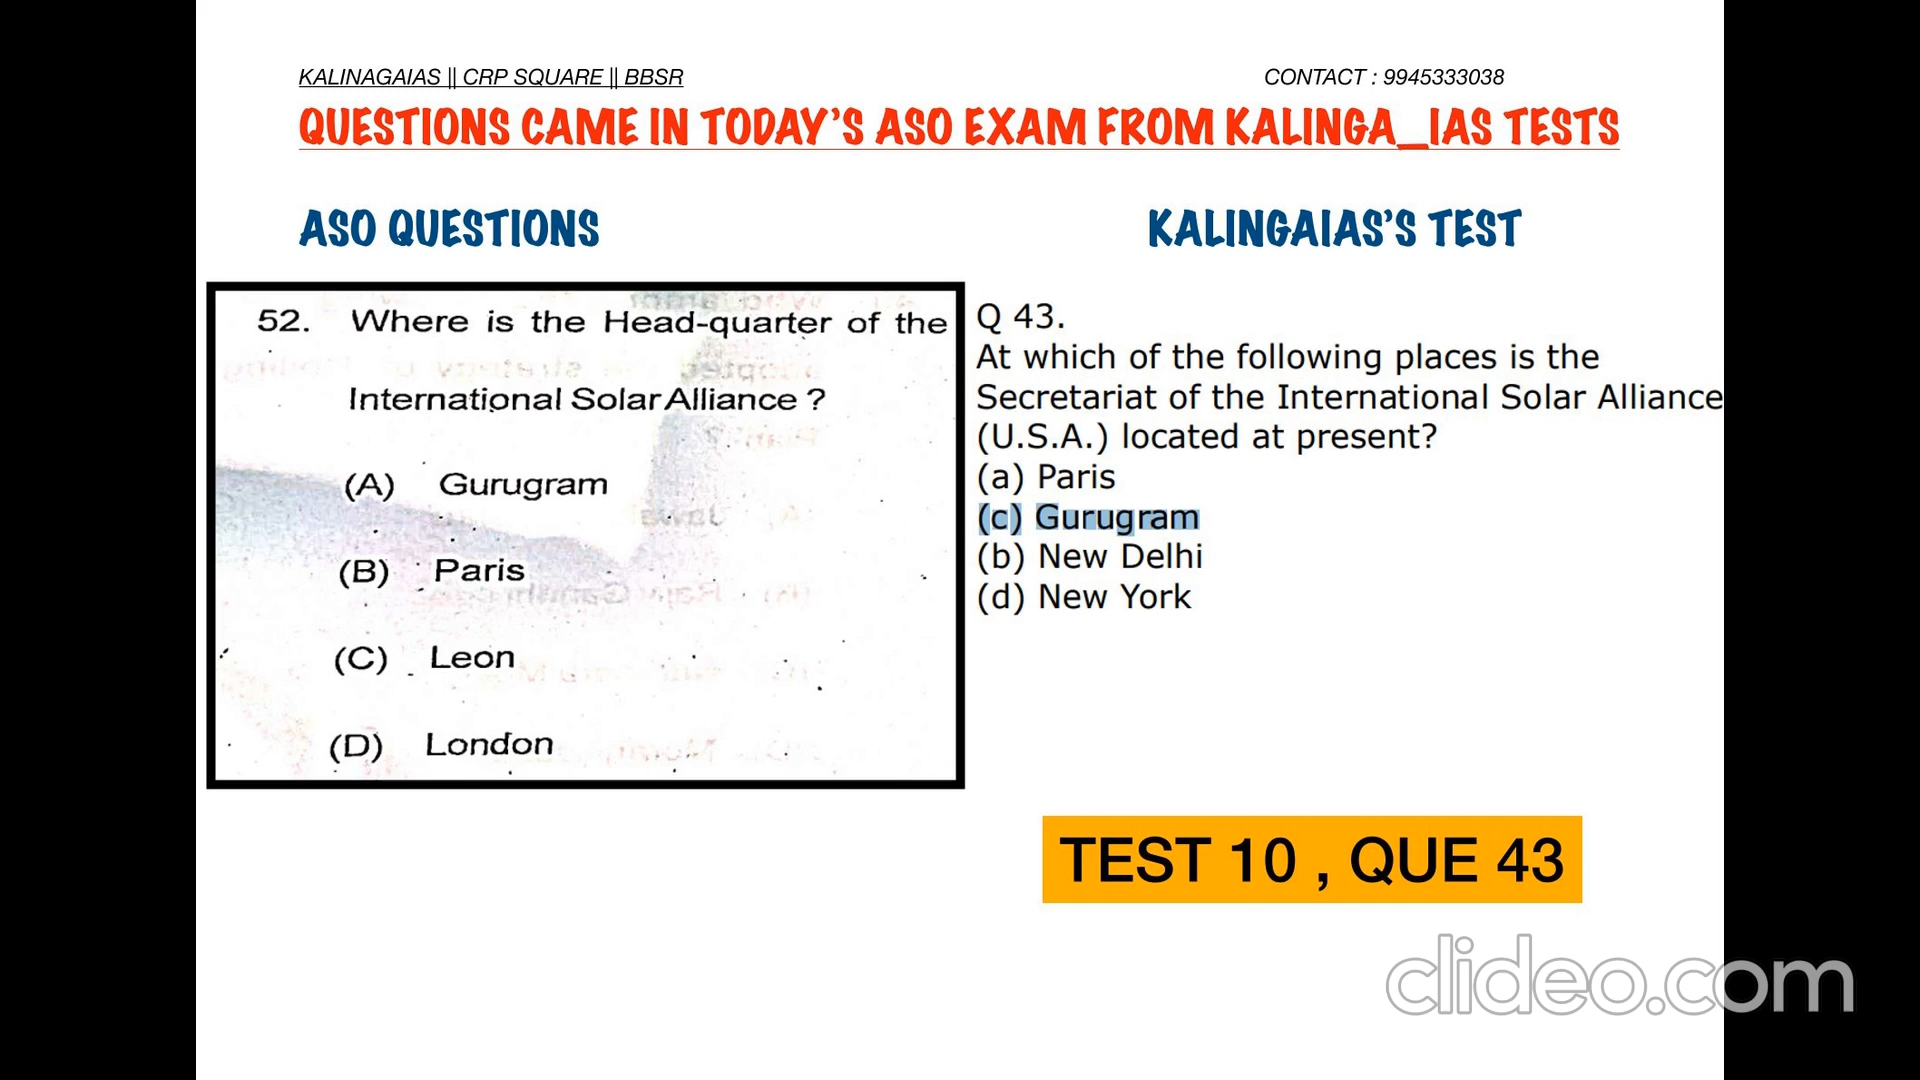 KALINAGAIAS || CRP SQUARE || BBSR
CONTACT : 9945333038
QUESTIONS CAME IN TODAY'S ASO EXAM FROM KALINGA_IAS TESTS
ASO QUESTIONS
KALINGAIAS'S TEST
52. Where is the Head-quarter of the
International Solar Alliance ?
(A) Gurugram
(B) Paris
(C) Leon
(D) London
Q 43.
At which of the following places is the
Secretariat of the International Solar Alliance
(U.S.A.) located at present?
(a) Paris
(c) Gurugram
(b) New Delhi
(d) New York
TEST 10 , QUE 43
clideo.com